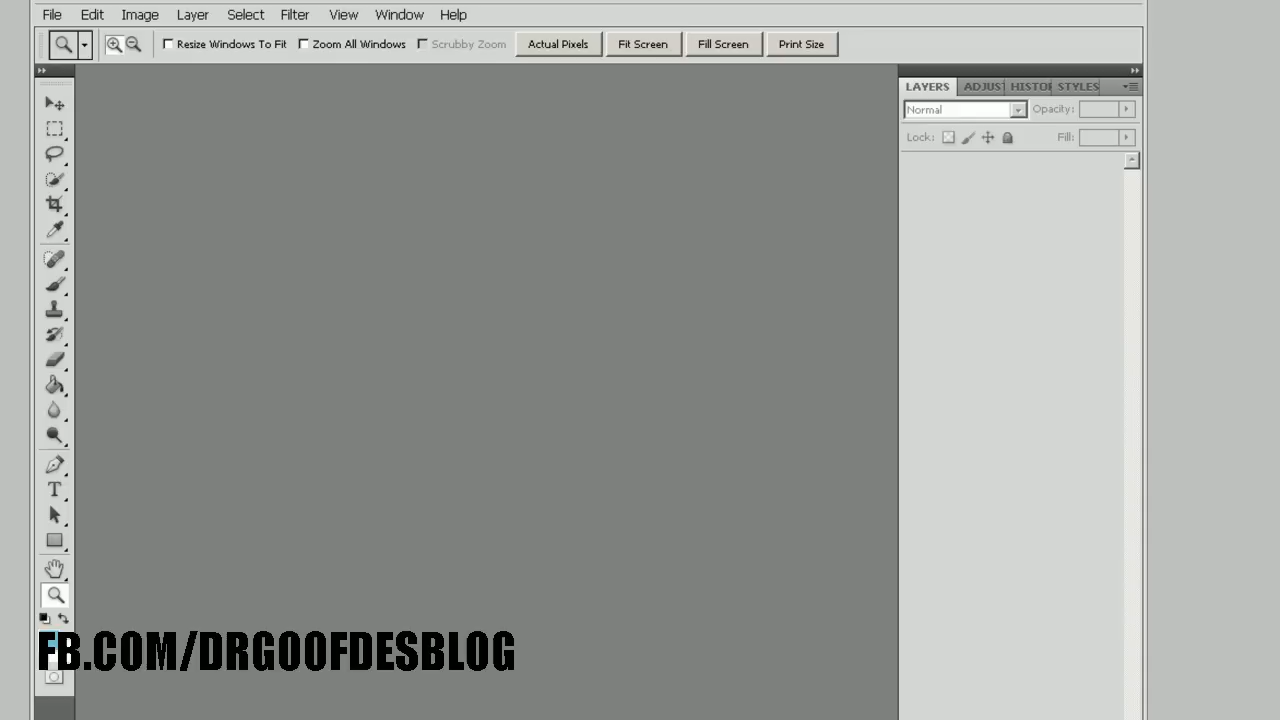 File Edit Image Layer Select Filter View Window Help
Resize Windows To Fit Zoom All Windows Scrubby Zoom Actual Pixels Fit Screen Fill Screen Print Size
LAYERS ADJUST HISTOR STYLES
Normal Opacity:
Lock: Fill:
T
FB.COM/DRGOOFDESBLOG